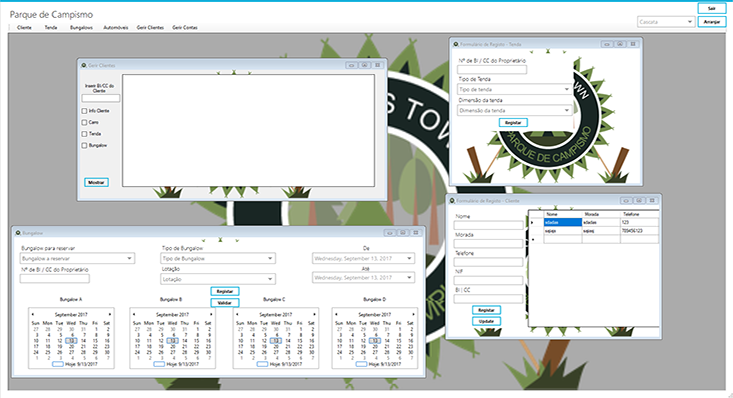 Parque de Campismo
Sair
Cascata
Arranjar
Cliente Tenda Bungalows Automóveis Gerir Clientes Gerir Contas
Gerir Clientes
Inserir BI/CC do
Cliente
Info Cliente
Carro
Tenda
Bungalow
Mostrar
Formulário de Registo - Tenda
Nº de BI / CC do Proprietário
Tipo de Tenda
Tipo de tenda
Dimensão da tenda
Dimensão da tenda
Registar
TOWN
PARQUE DE CAMPISMO
S TOWN
Bungalow
Bungalow para reservar
Bungalow a reservar
Nº de BI / CC do Proprietário
Tipo de Bungalow
Tipo de Bungalow
Lotação
Lotação
De
Wednesday, September 13, 2017
Até
Wednesday, September 13, 2017
Registar
Validar
Bungalow A Bungalow B Bungalow C Bungalow D
September 2017 September 2017 September 2017 September 2017
Sun Mon Tue Wed Thu Fri Sat Sun Mon Tue Wed Thu Fri Sat Sun Mon Tue Wed Thu Fri Sat Sun Mon Tue Wed Thu Fri Sat
27 28 29 30 31 1 2 27 28 29 30 31 1 2 27 28 29 30 31 1 2 27 28 29 30 31 1 2
3 4 5 6 7 8 9 3 4 5 6 7 8 9 3 4 5 6 7 8 9 3 4 5 6 7 8 9
10 11 12 13 14 15 16 10 11 12 13 14 15 16 10 11 12 13 14 15 16 10 11 12 13 14 15 16
17 18 19 20 21 22 23 17 18 19 20 21 22 23 17 18 19 20 21 22 23 17 18 19 20 21 22 23
24 25 26 27 28 29 30 24 25 26 27 28 29 30 24 25 26 27 28 29 30 24 25 26 27 28 29 30
1 2 3 4 5 6 7 1 2 3 4 5 6 7 1 2 3 4 5 6 7 1 2 3 4 5 6 7
Hoje: 9/13/2017 Hoje: 9/13/2017 Hoje: 9/13/2017 Hoje: 9/13/2017
Formulário de Registo - Cliente
Nome
Morada
Telefone
NIF
BI / CC
Registar
Update
Nome Morada Telefone
123